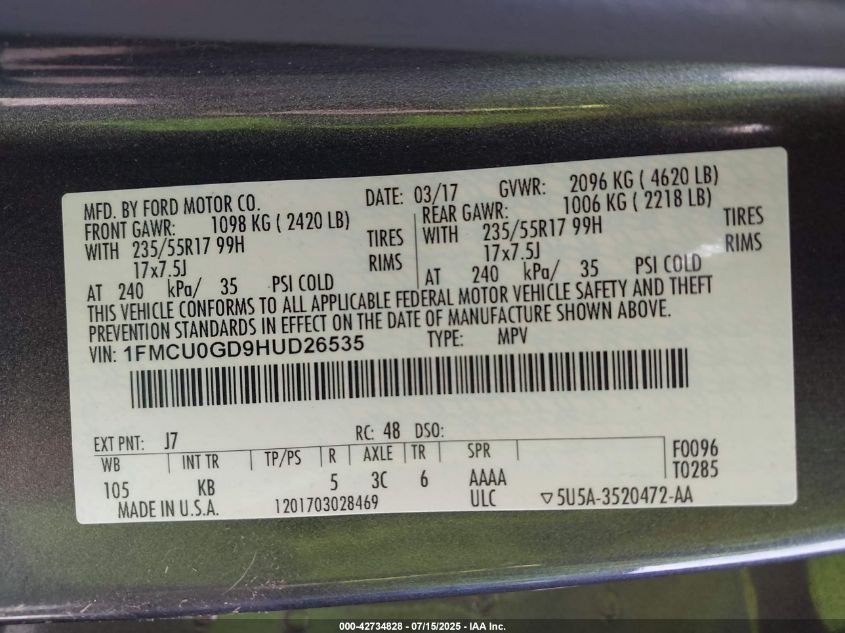 MFD. BY FORD MOTOR CO. DATE: 03/17 GVWR: 2096 KG ( 4620 LB)
FRONT GAWR: 1098 KG ( 2420 LB) REAR GAWR: 1006 KG ( 2218 LB)
WITH 235/55R17 99H TIRES WITH 235/55R17 99H TIRES
17x7.5J RIMS 17x7.5J RIMS
AT 240 kPa/ 35 PSI COLD AT 240 kPa/ 35 PSI COLD
THIS VEHICLE CONFORMS TO ALL APPLICABLE FEDERAL MOTOR VEHICLE SAFETY AND THEFT
PREVENTION STANDARDS IN EFFECT ON THE DATE OF MANUFACTURE SHOWN ABOVE.
VIN: 1FMCU0GD9HUD26535 TYPE: MPV
EXT PNT: J7 RC: 48 DSO:
WB INT TR TP/PS R AXLE TR SPR F0096
105 KB 5 3C 6 AAAA T0285
MADE IN U.S.A. 1201703028469 ULC ▽5U5A-3520472-AA
000-42734828 - 07/15/2025 - IAA Inc.